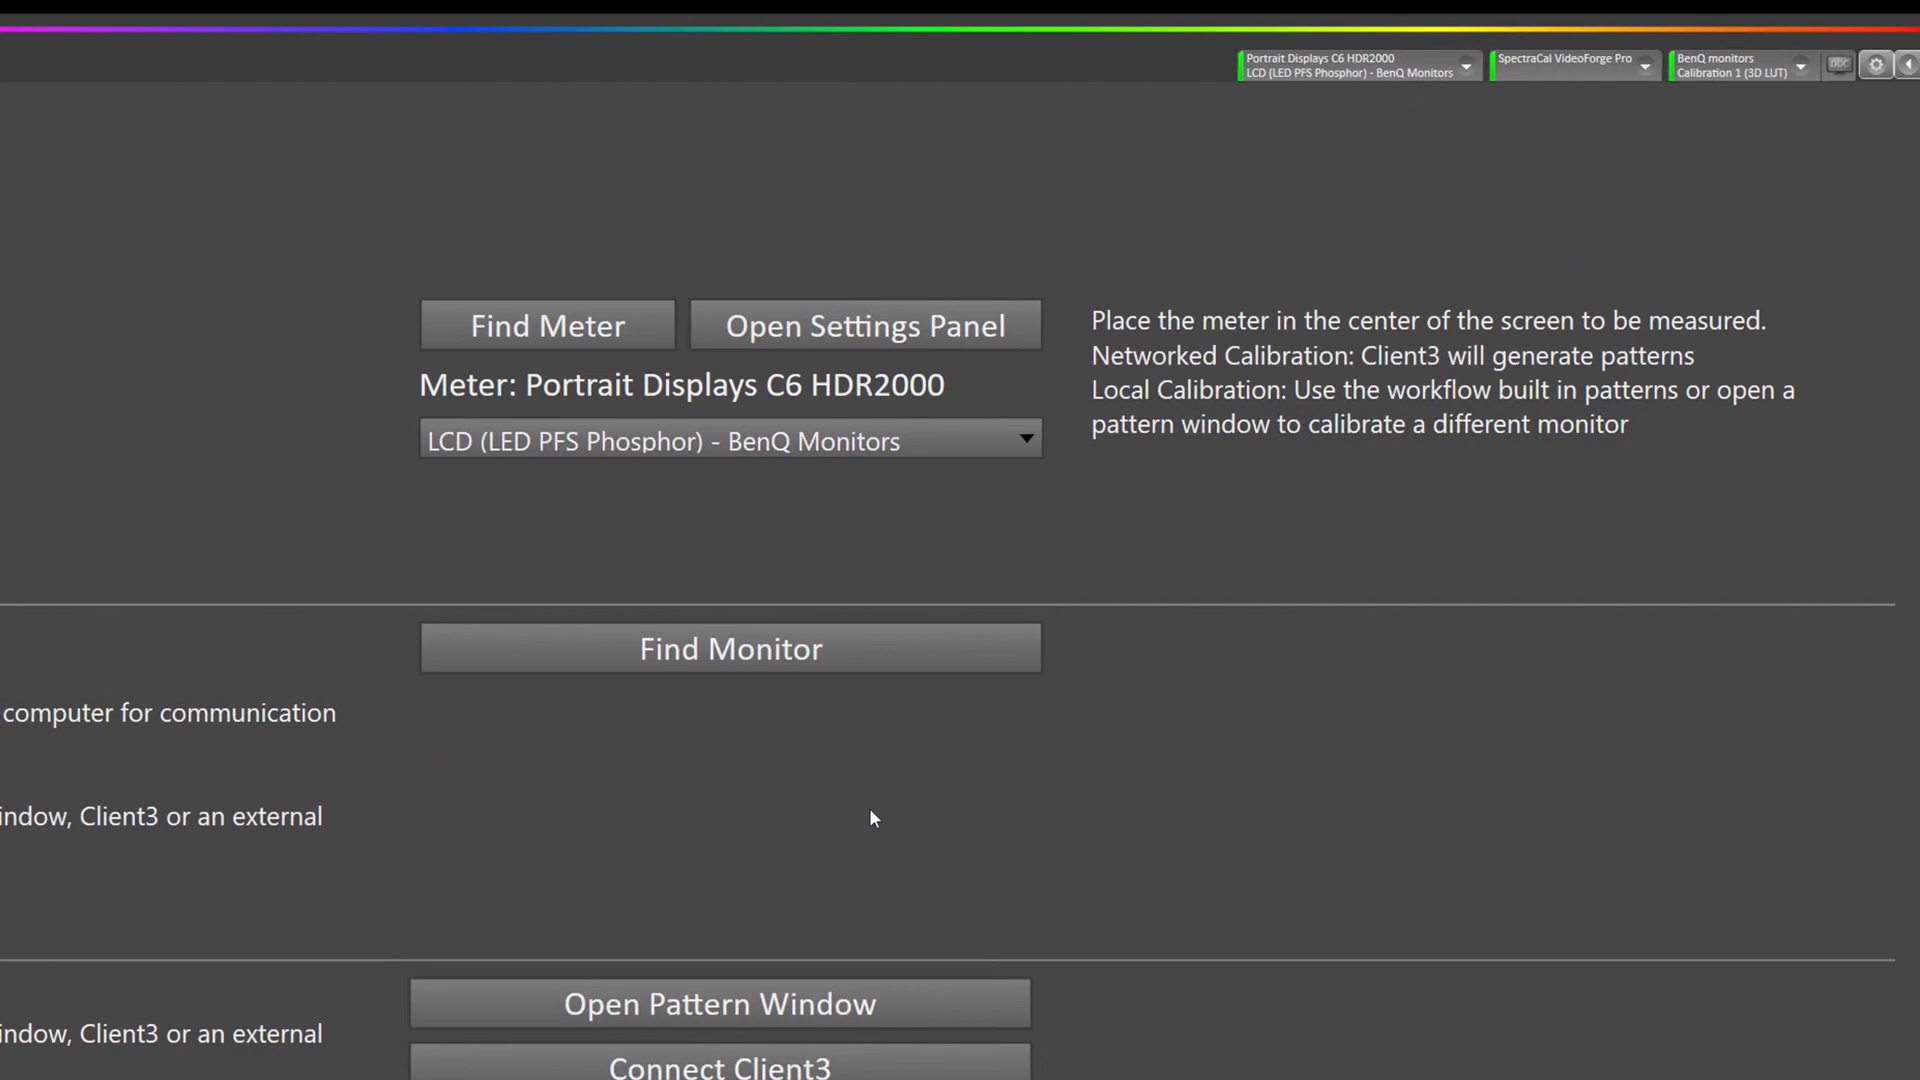 Portrait Displays C6 HDR2000
LCD (LED PFS Phosphor) - BenQ Monitors
SpectraCal VideoForge Pro
BenQ monitors
Calibration 1 (3D LUT)
DDC
Find Meter
Open Settings Panel
Meter: Portrait Displays C6 HDR2000
LCD (LED PFS Phosphor) - BenQ Monitors
Place the meter in the center of the screen to be measured.
Networked Calibration: Client3 will generate patterns
Local Calibration: Use the workflow built in patterns or open a
pattern window to calibrate a different monitor
Find Monitor
computer for communication
indow, Client3 or an external
Open Pattern Window
indow, Client3 or an external
Connect Client3